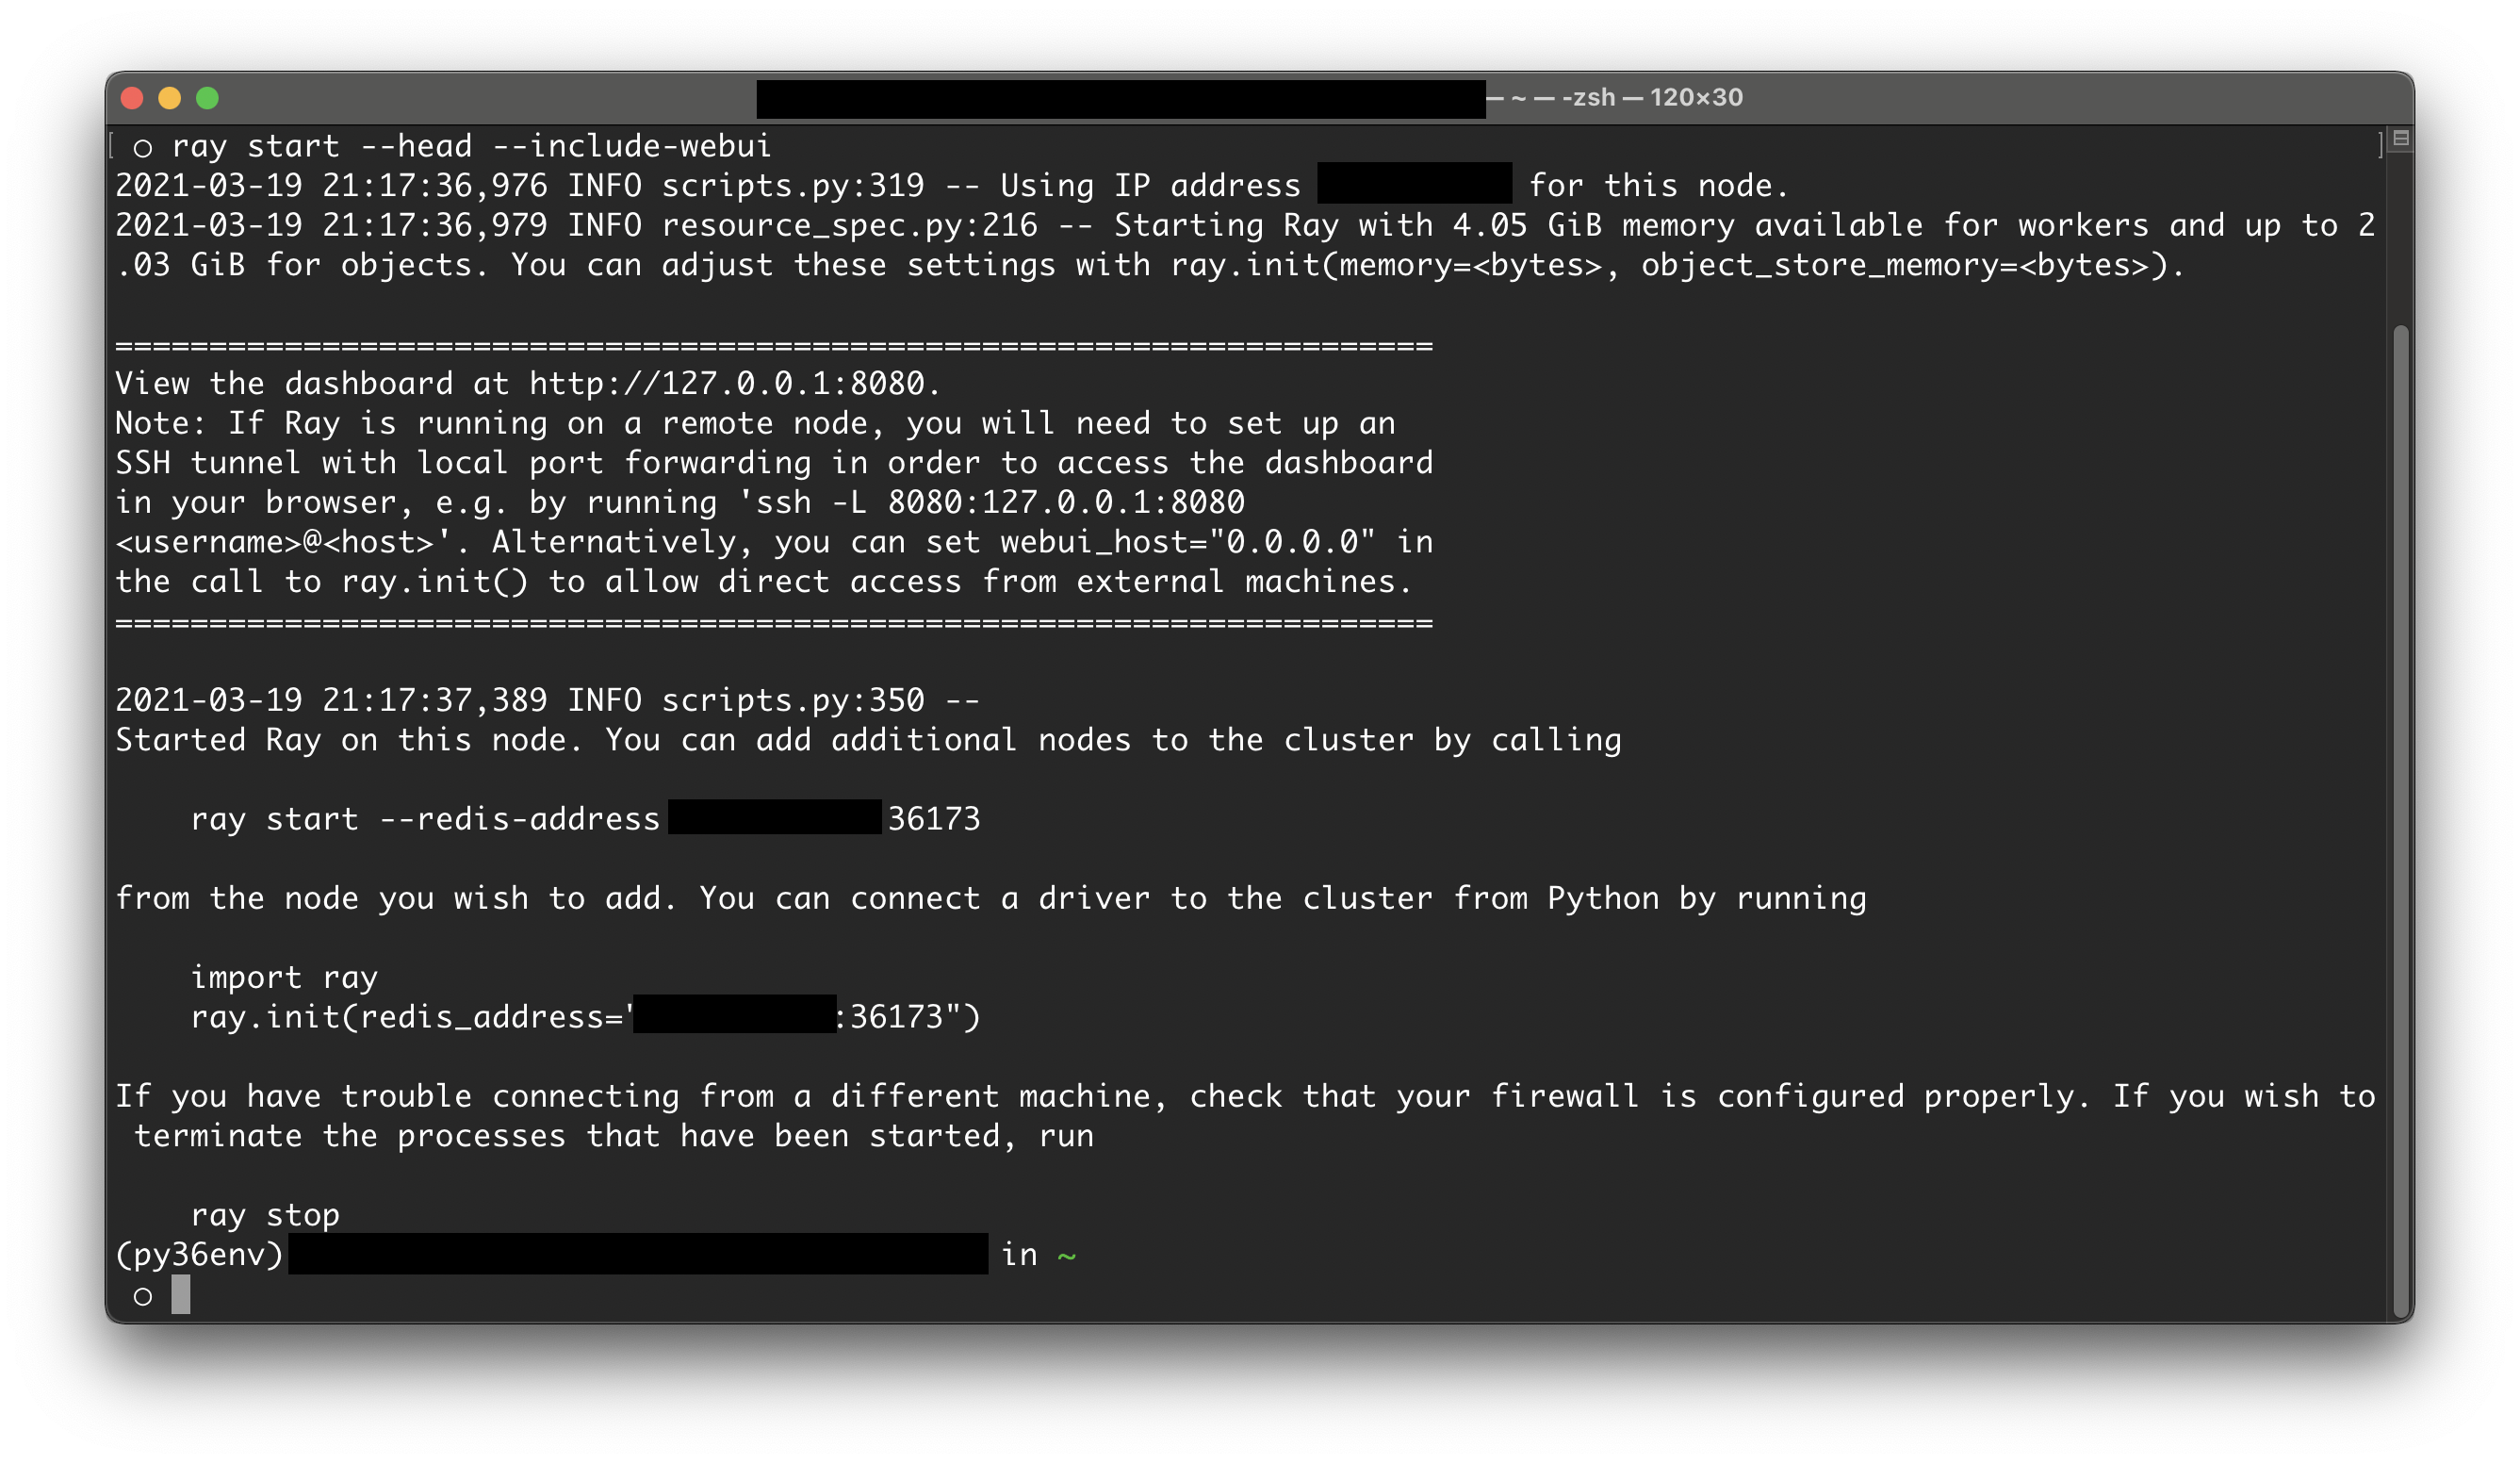 — ~ — -zsh — 120×30
[ ○ ray start --head --include-webui ]
2021-03-19 21:17:36,976 INFO scripts.py:319 -- Using IP address for this node.
2021-03-19 21:17:36,979 INFO resource_spec.py:216 -- Starting Ray with 4.05 GiB memory available for workers and up to 2
.03 GiB for objects. You can adjust these settings with ray.init(memory=<bytes>, object_store_memory=<bytes>).
======================================================================
View the dashboard at http://127.0.0.1:8080.
Note: If Ray is running on a remote node, you will need to set up an
SSH tunnel with local port forwarding in order to access the dashboard
in your browser, e.g. by running 'ssh -L 8080:127.0.0.1:8080
<username>@<host>'. Alternatively, you can set webui_host="0.0.0.0" in
the call to ray.init() to allow direct access from external machines.
======================================================================
2021-03-19 21:17:37,389 INFO scripts.py:350 --
Started Ray on this node. You can add additional nodes to the cluster by calling
ray start --redis-address 36173
from the node you wish to add. You can connect a driver to the cluster from Python by running
import ray
ray.init(redis_address=" :36173")
If you have trouble connecting from a different machine, check that your firewall is configured properly. If you wish to
terminate the processes that have been started, run
ray stop
(py36env) in ~
○